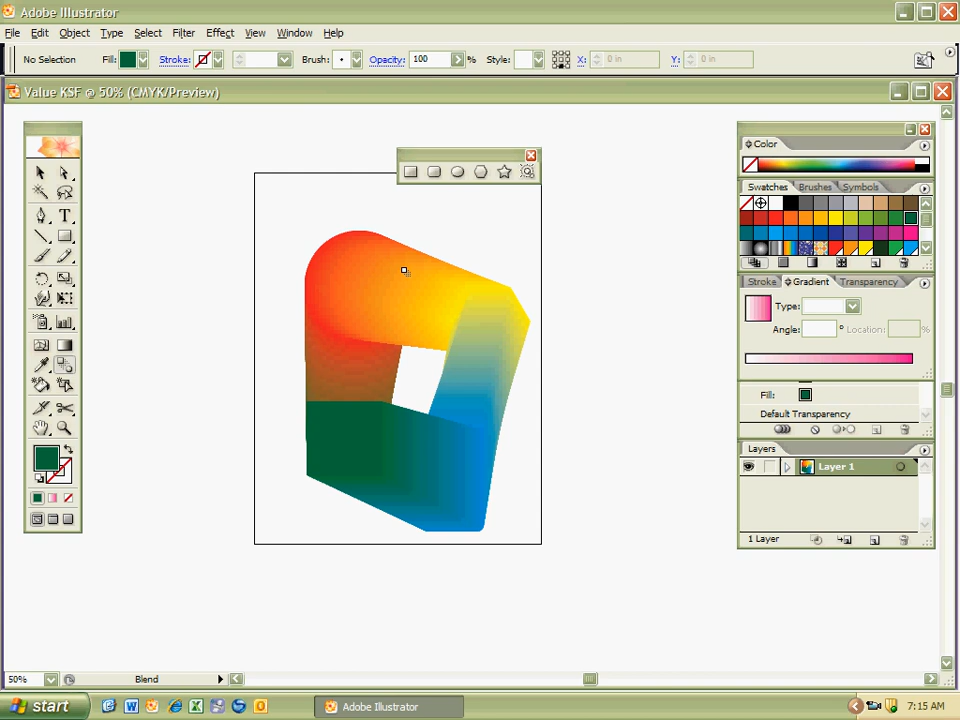 Adobe Illustrator
File Edit Object Type Select Filter Effect View Window Help
No Selection Fill: Stroke: Brush: Opacity: 100 % Style: X: 0 in Y: 0 in
Value KSF @ 50% (CMYK/Preview)
Color
Swatches Brushes Symbols
Stroke Gradient Transparency
Type:
Angle: ° Location: %
Fill:
Default Transparency
Layers
Layer 1
1 Layer
50% Blend
start Adobe Illustrator 7:15 AM